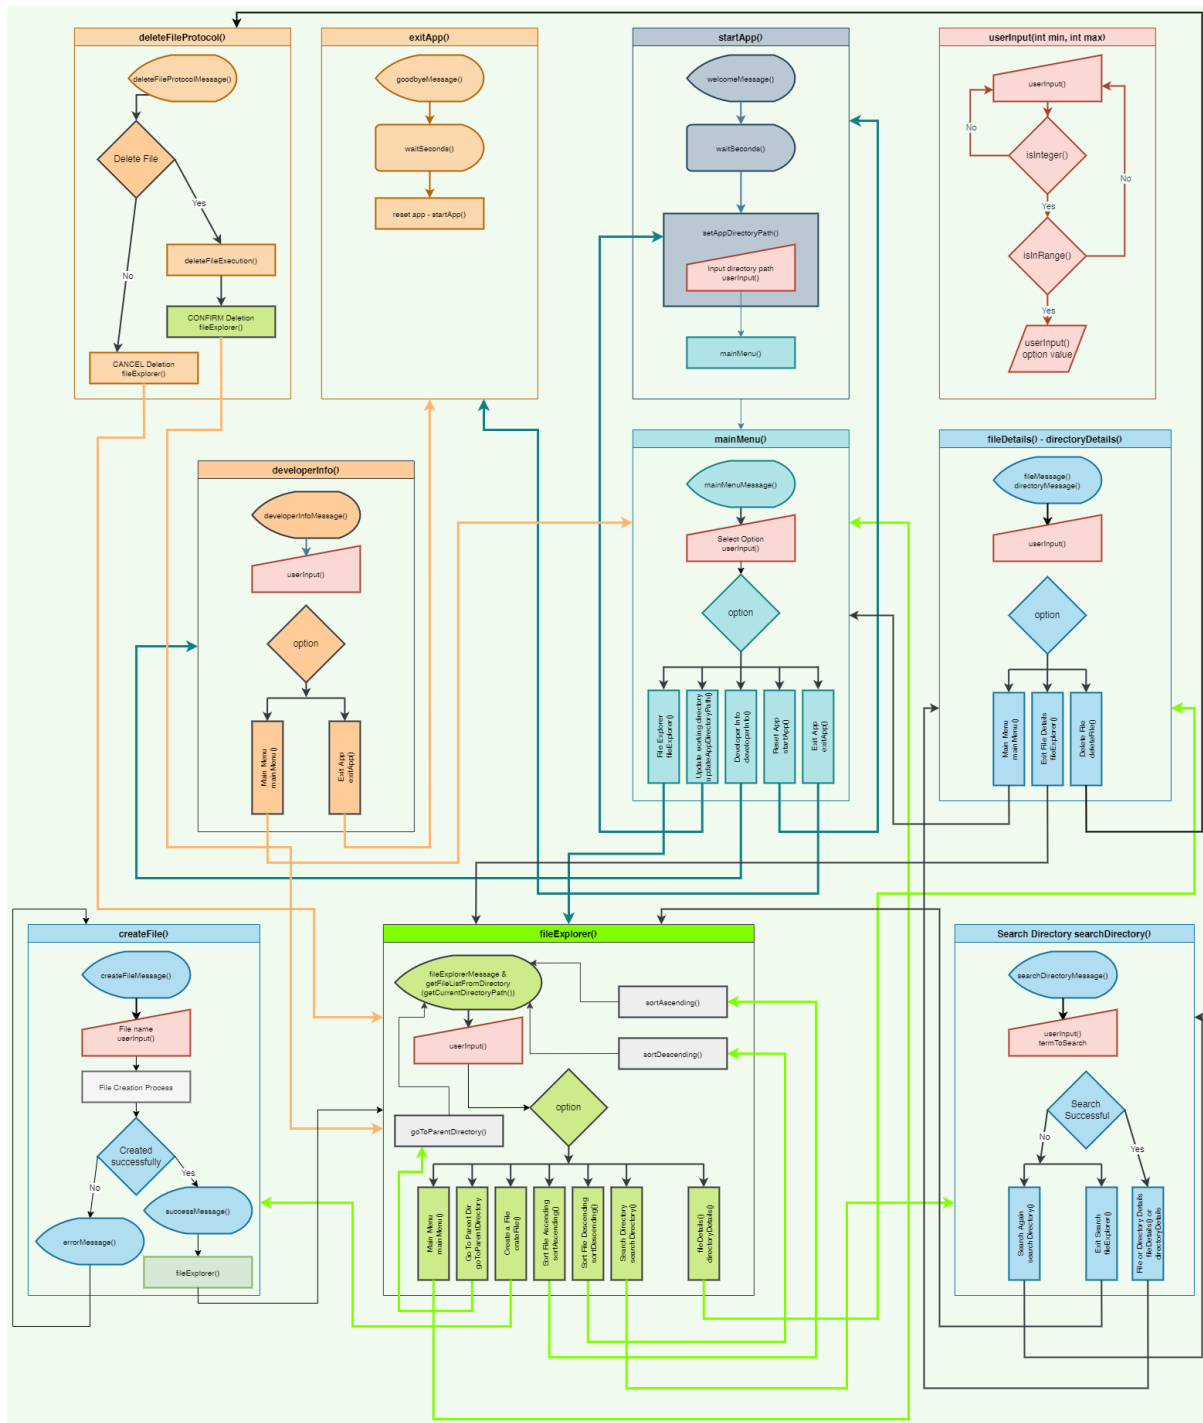 deleteFileProtocol()
deleteFileProtocolMessage()
Delete File
Yes
No
deleteFileExecution()
CONFIRM Deletion
fileExplorer()
CANCEL Deletion
fileExplorer()
exitApp()
goodbyeMessage()
waitSeconds()
reset app - startApp()
startApp()
welcomeMessage()
waitSeconds()
setAppDirectoryPath()
Input directory path
userInput()
mainMenu()
userInput(int min, int max)
userInput()
No
isInteger()
No
Yes
isInRange()
Yes
userInput()
option value
developerInfo()
developerInfoMessage()
userInput()
option
Main Menu
mainMenu()
Exit App
exitApp()
mainMenu()
mainMenuMessage()
Select Option
userInput()
option
File Explorer
fileExplorer()
Update working directory
updateAppDirectoryPath()
Developer Info
developerInfo()
Reset App
startApp()
Exit App
exitApp()
fileDetails() - directoryDetails()
fileMessage()
directoryMessage()
userInput()
option
Main Menu
mainMenu()
Exit File Details
fileExplorer()
Delete File
deleteFile()
createFile()
createFileMessage()
File name
userInput()
File Creation Process
Created
successfully
No
Yes
successMessage()
errorMessage()
fileExplorer()
fileExplorer()
fileExplorerMessage &
getFileListFromDirectory
(getCurrentDirectoryPath())
sortAscending()
userInput()
sortDescending()
option
goToParentDirectory()
Main Menu
mainMenu()
Go To Parent Dir
goToParentDirectory
Create a File
crateFile()
Sort File Ascending
sortAscending()
Sort File Descending
sortDescending()
Search Directory
searchDirectory()
fileDetails()
directoryDetails()
Search Directory searchDirectory()
searchDirectoryMessage()
userInput()
termToSearch
Search
Successful
No
Yes
Search Again
searchDirectory()
Exit Search
fileExplorer()
File or Directory Details
fileDetails() or
directoryDetails